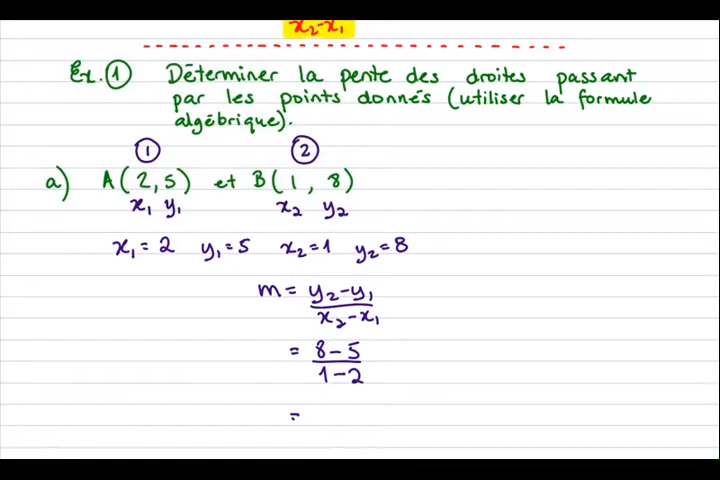 x₂-x₁
Ex. ① Déterminer la pente des droites passant
par les points donnés (utiliser la formule
algébrique).
① ②
a) A(2,5) et B(1, 8)
x₁ y₁ x₂ y₂
x₁ = 2 y₁ = 5 x₂ = 1 y₂ = 8
m = y₂-y₁
x₂-x₁
= 8-5
1-2
=